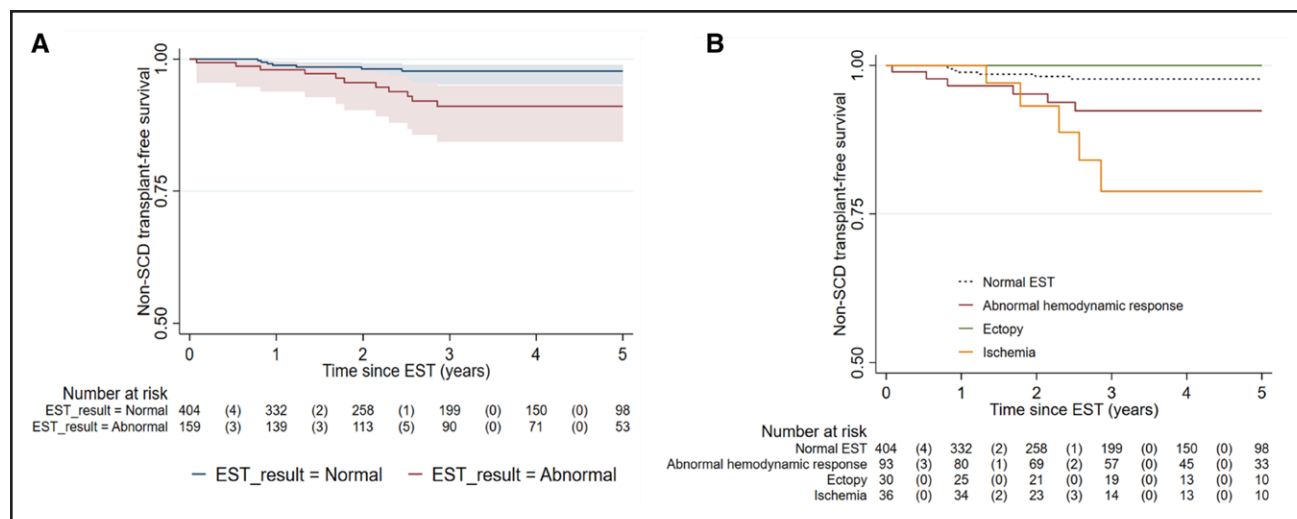 A
Non-SCD transplant-free survival
1.00
0.75
0.50
0 1 2 3 4 5
Time since EST (years)
Number at risk
EST_result = Normal 404 (4) 332 (2) 258 (1) 199 (0) 150 (0) 98
EST_result = Abnormal 159 (3) 139 (3) 113 (5) 90 (0) 71 (0) 53
EST_result = Normal EST_result = Abnormal
B
Non-SCD transplant-free survival
1.00
0.75
0.50
Normal EST
Abnormal hemodynamic response
Ectopy
Ischemia
0 1 2 3 4 5
Time since EST (years)
Number at risk
Normal EST 404 (4) 332 (2) 258 (1) 199 (0) 150 (0) 98
Abnormal hemodynamic response 93 (3) 80 (1) 69 (2) 57 (0) 45 (0) 33
Ectopy 30 (0) 25 (0) 21 (0) 19 (0) 13 (0) 10
Ischemia 36 (0) 34 (2) 23 (3) 14 (0) 13 (0) 10